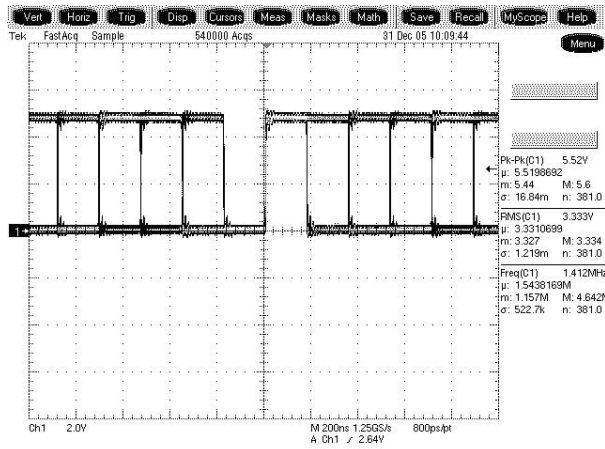 Vert Horiz Trig Disp Cursors Meas Masks Math Save Recall MyScope Help
Tek FastAcq Sample 540000 Acqs 31 Dec 05 10:09:44
Menu
Pk-Pk(C1) 5.52V
µ: 5.5198692
m: 5.44 M: 5.6
σ: 16.84m n: 381.0
RMS(C1) 3.333V
µ: 3.3310699
m: 3.327 M: 3.334
σ: 1.219m n: 381.0
Freq(C1) 1.412MHz
µ: 1.5438169M
m: 1.157M M: 4.642M
σ: 522.7k n: 381.0
1
Ch1 2.0V M 200ns 1.25GS/s 800ps/pt
A Ch1 ∕ 2.64V